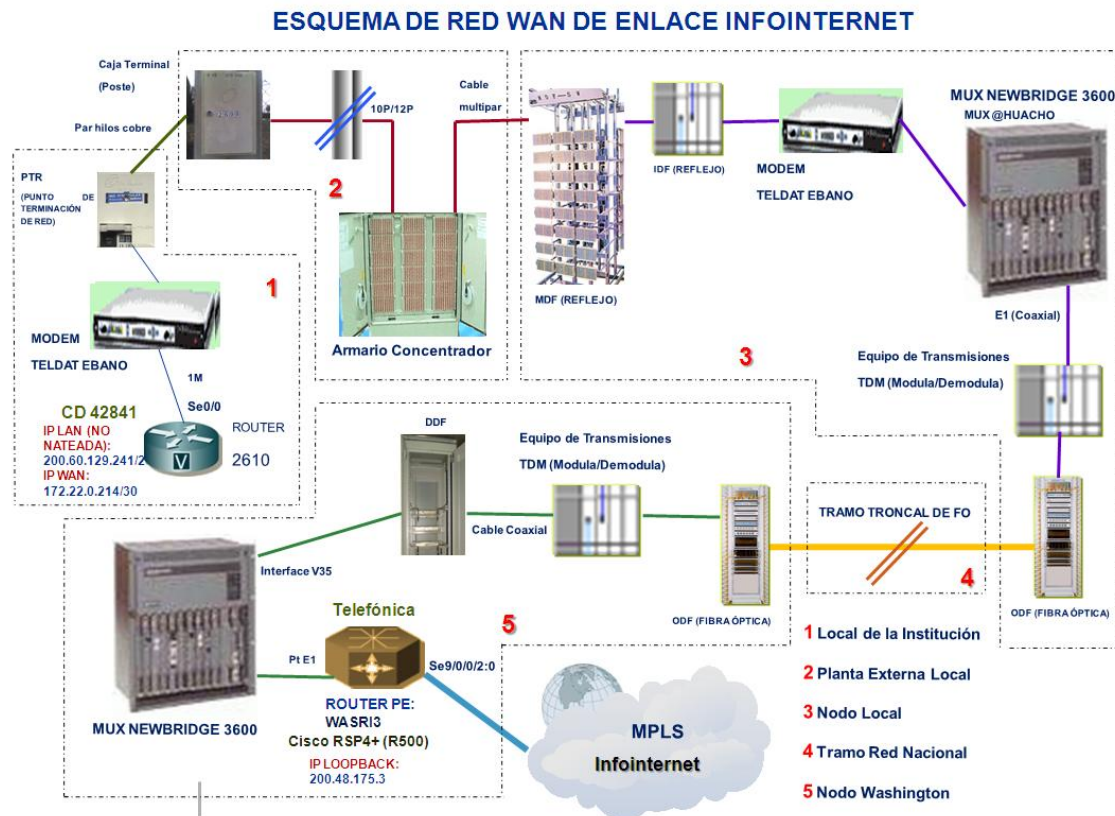 ESQUEMA DE RED WAN DE ENLACE INFOINTERNET
Caja Terminal
(Poste)
Par hilos cobre
10P/12P
Cable
multipar
2
PTR
(PUNTO DE
TERMINACIÓN
DE RED)
1
MODEM
TELDAT EBANO
1M
Se0/0
CD 42841
IP LAN (NO
NATEADA):
200.60.129.241/2
IP WAN:
172.22.0.214/30
ROUTER
2610
V
Armario Concentrador
MDF (REFLEJO)
IDF (REFLEJO)
MODEM
TELDAT EBANO
MUX NEWBRIDGE 3600
MUX @HUACHO
E1 (Coaxial)
3
Equipo de Transmisiones
TDM (Modula/Demodula)
DDF
Equipo de Transmisiones
TDM (Modula/Demodula)
Cable Coaxial
Interface V35
ODF (FIBRA ÓPTICA)
TRAMO TRONCAL DE FO
4
ODF (FIBRA ÓPTICA)
MUX NEWBRIDGE 3600
Pt E1
Telefónica
5
Se9/0/0/2:0
ROUTER PE:
WASRI3
Cisco RSP4+ (R500)
IP LOOPBACK:
200.48.175.3
MPLS
Infointernet
1 Local de la Institución
2 Planta Externa Local
3 Nodo Local
4 Tramo Red Nacional
5 Nodo Washington